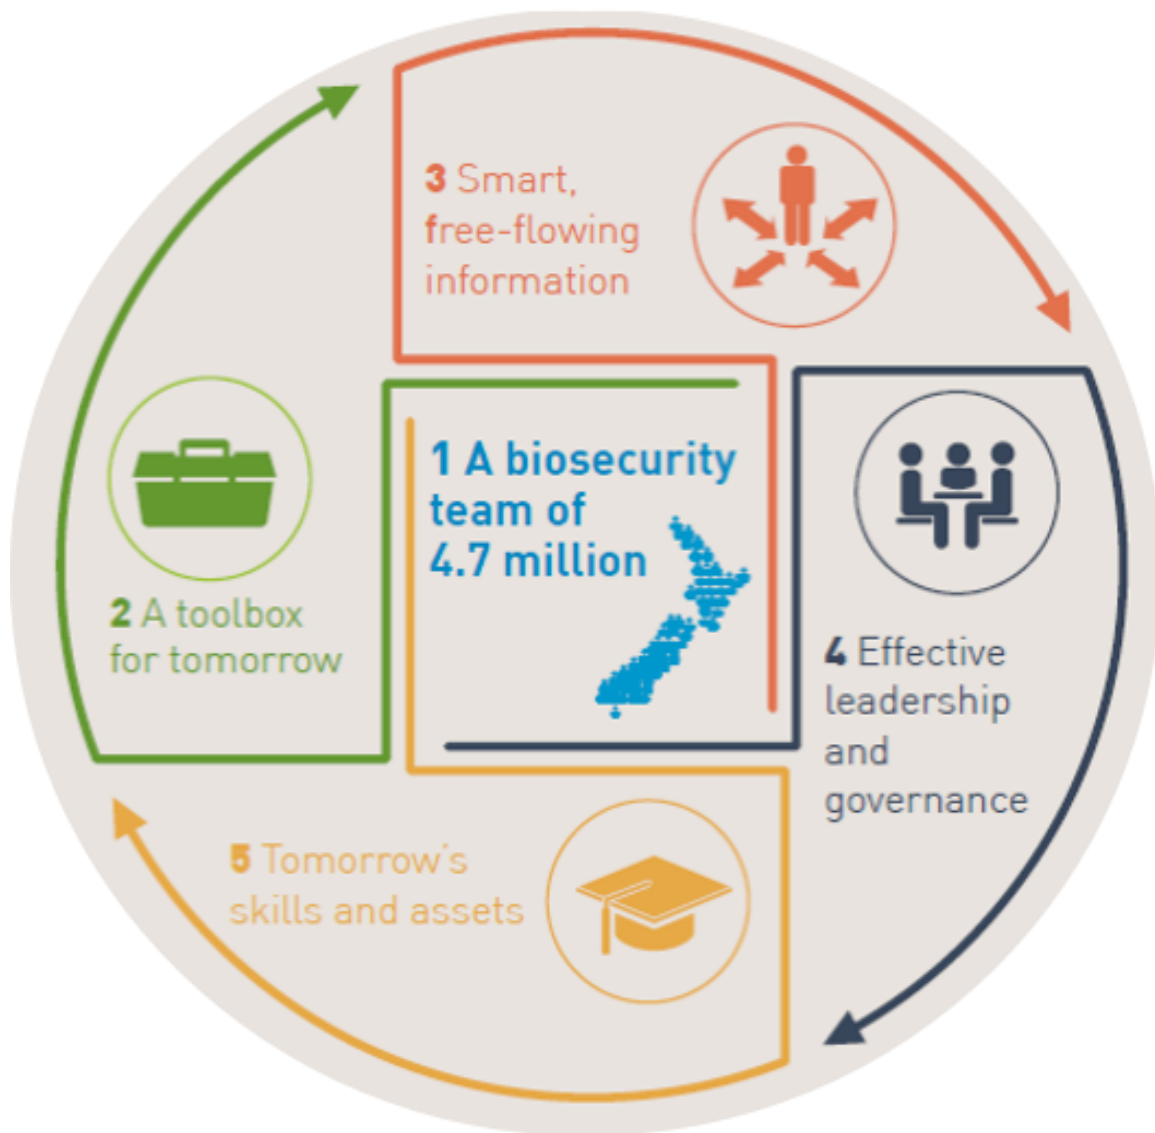 1 A biosecurity
team of
4.7 million
2 A toolbox
for tomorrow
3 Smart,
free-flowing
information
4 Effective
leadership
and
governance
5 Tomorrow's
skills and assets